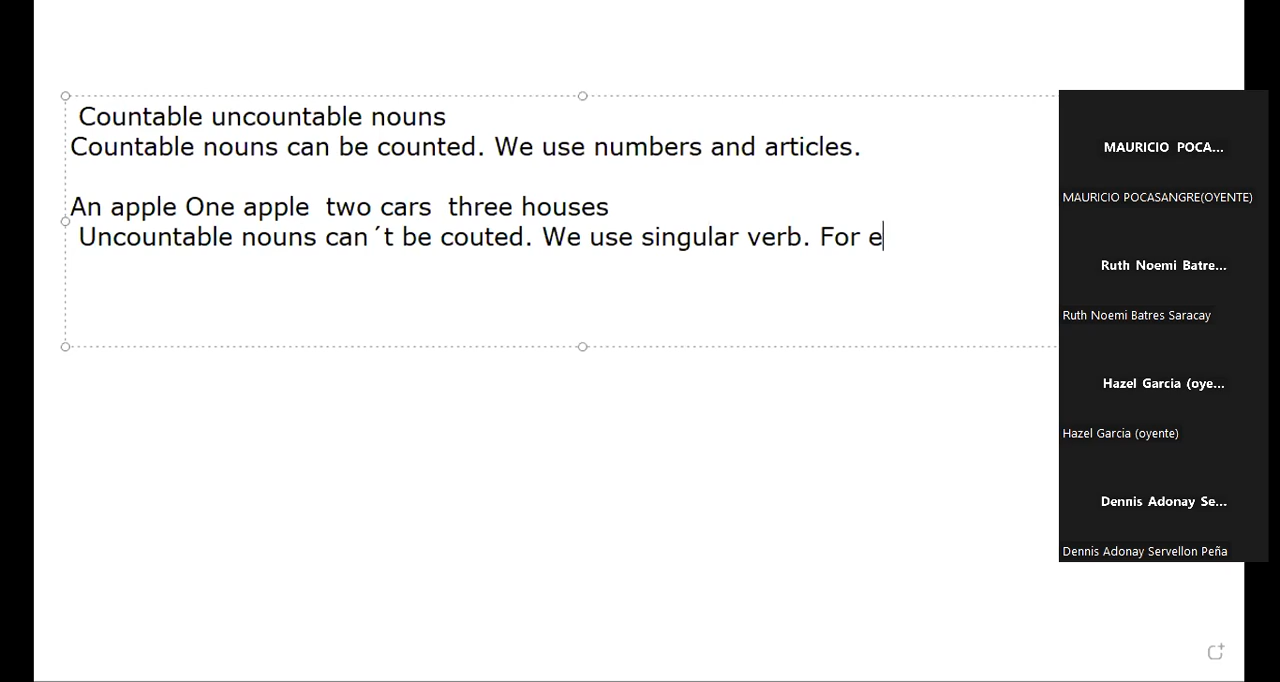 Countable uncountable nouns
Countable nouns can be counted. We use numbers and articles.
An apple One apple  two cars  three houses
Uncountable nouns can´t be couted. We use singular verb. For e
MAURICIO POCA...
MAURICIO POCASANGRE(OYENTE)
Ruth Noemi Batre...
Ruth Noemi Batres Saracay
Hazel Garcia (oye...
Hazel Garcia (oyente)
Dennis Adonay Se...
Dennis Adonay Servellon Peña